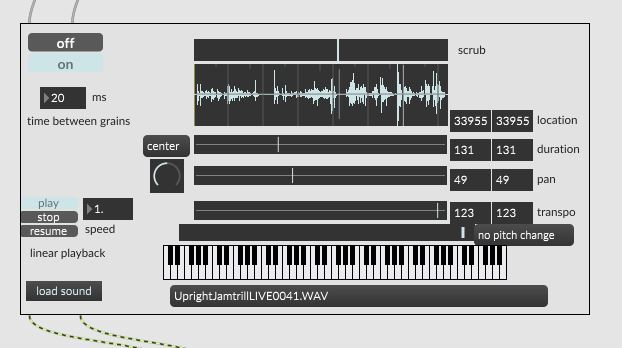 off
on
scrub
20 ms
time between grains
33955 33955 location
center
131 131 duration
49 49 pan
play
stop
resume
1.
speed
123 123 transpo
no pitch change
linear playback
load sound
UprightJamtrillLIVE0041.WAV